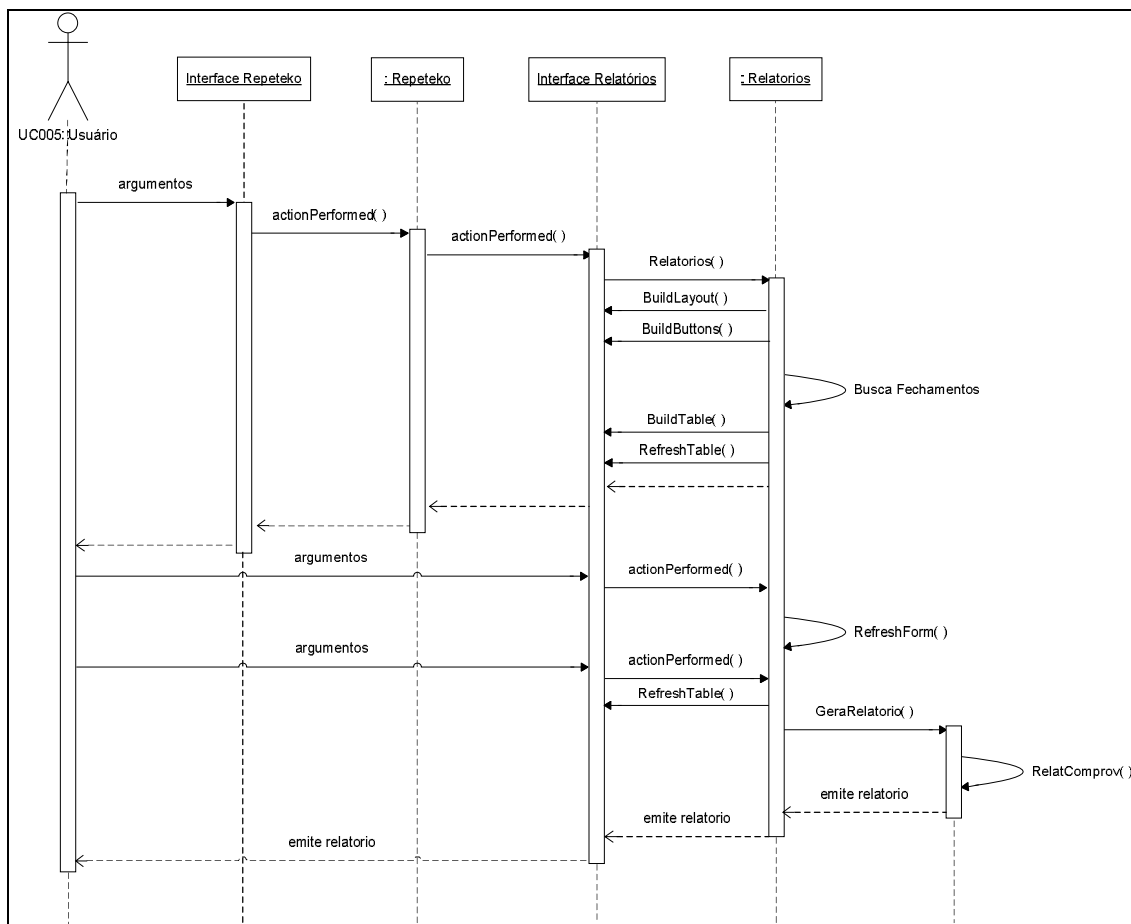 Interface Repeteko
: Repeteko
Interface Relatórios
: Relatorios
UC005: Usuário
argumentos
actionPerformed( )
actionPerformed( )
Relatorios( )
BuildLayout( )
BuildButtons( )
Busca Fechamentos
BuildTable( )
RefreshTable( )
argumentos
actionPerformed( )
RefreshForm( )
argumentos
actionPerformed( )
RefreshTable( )
GeraRelatorio( )
RelatComprov( )
emite relatorio
emite relatorio
emite relatorio